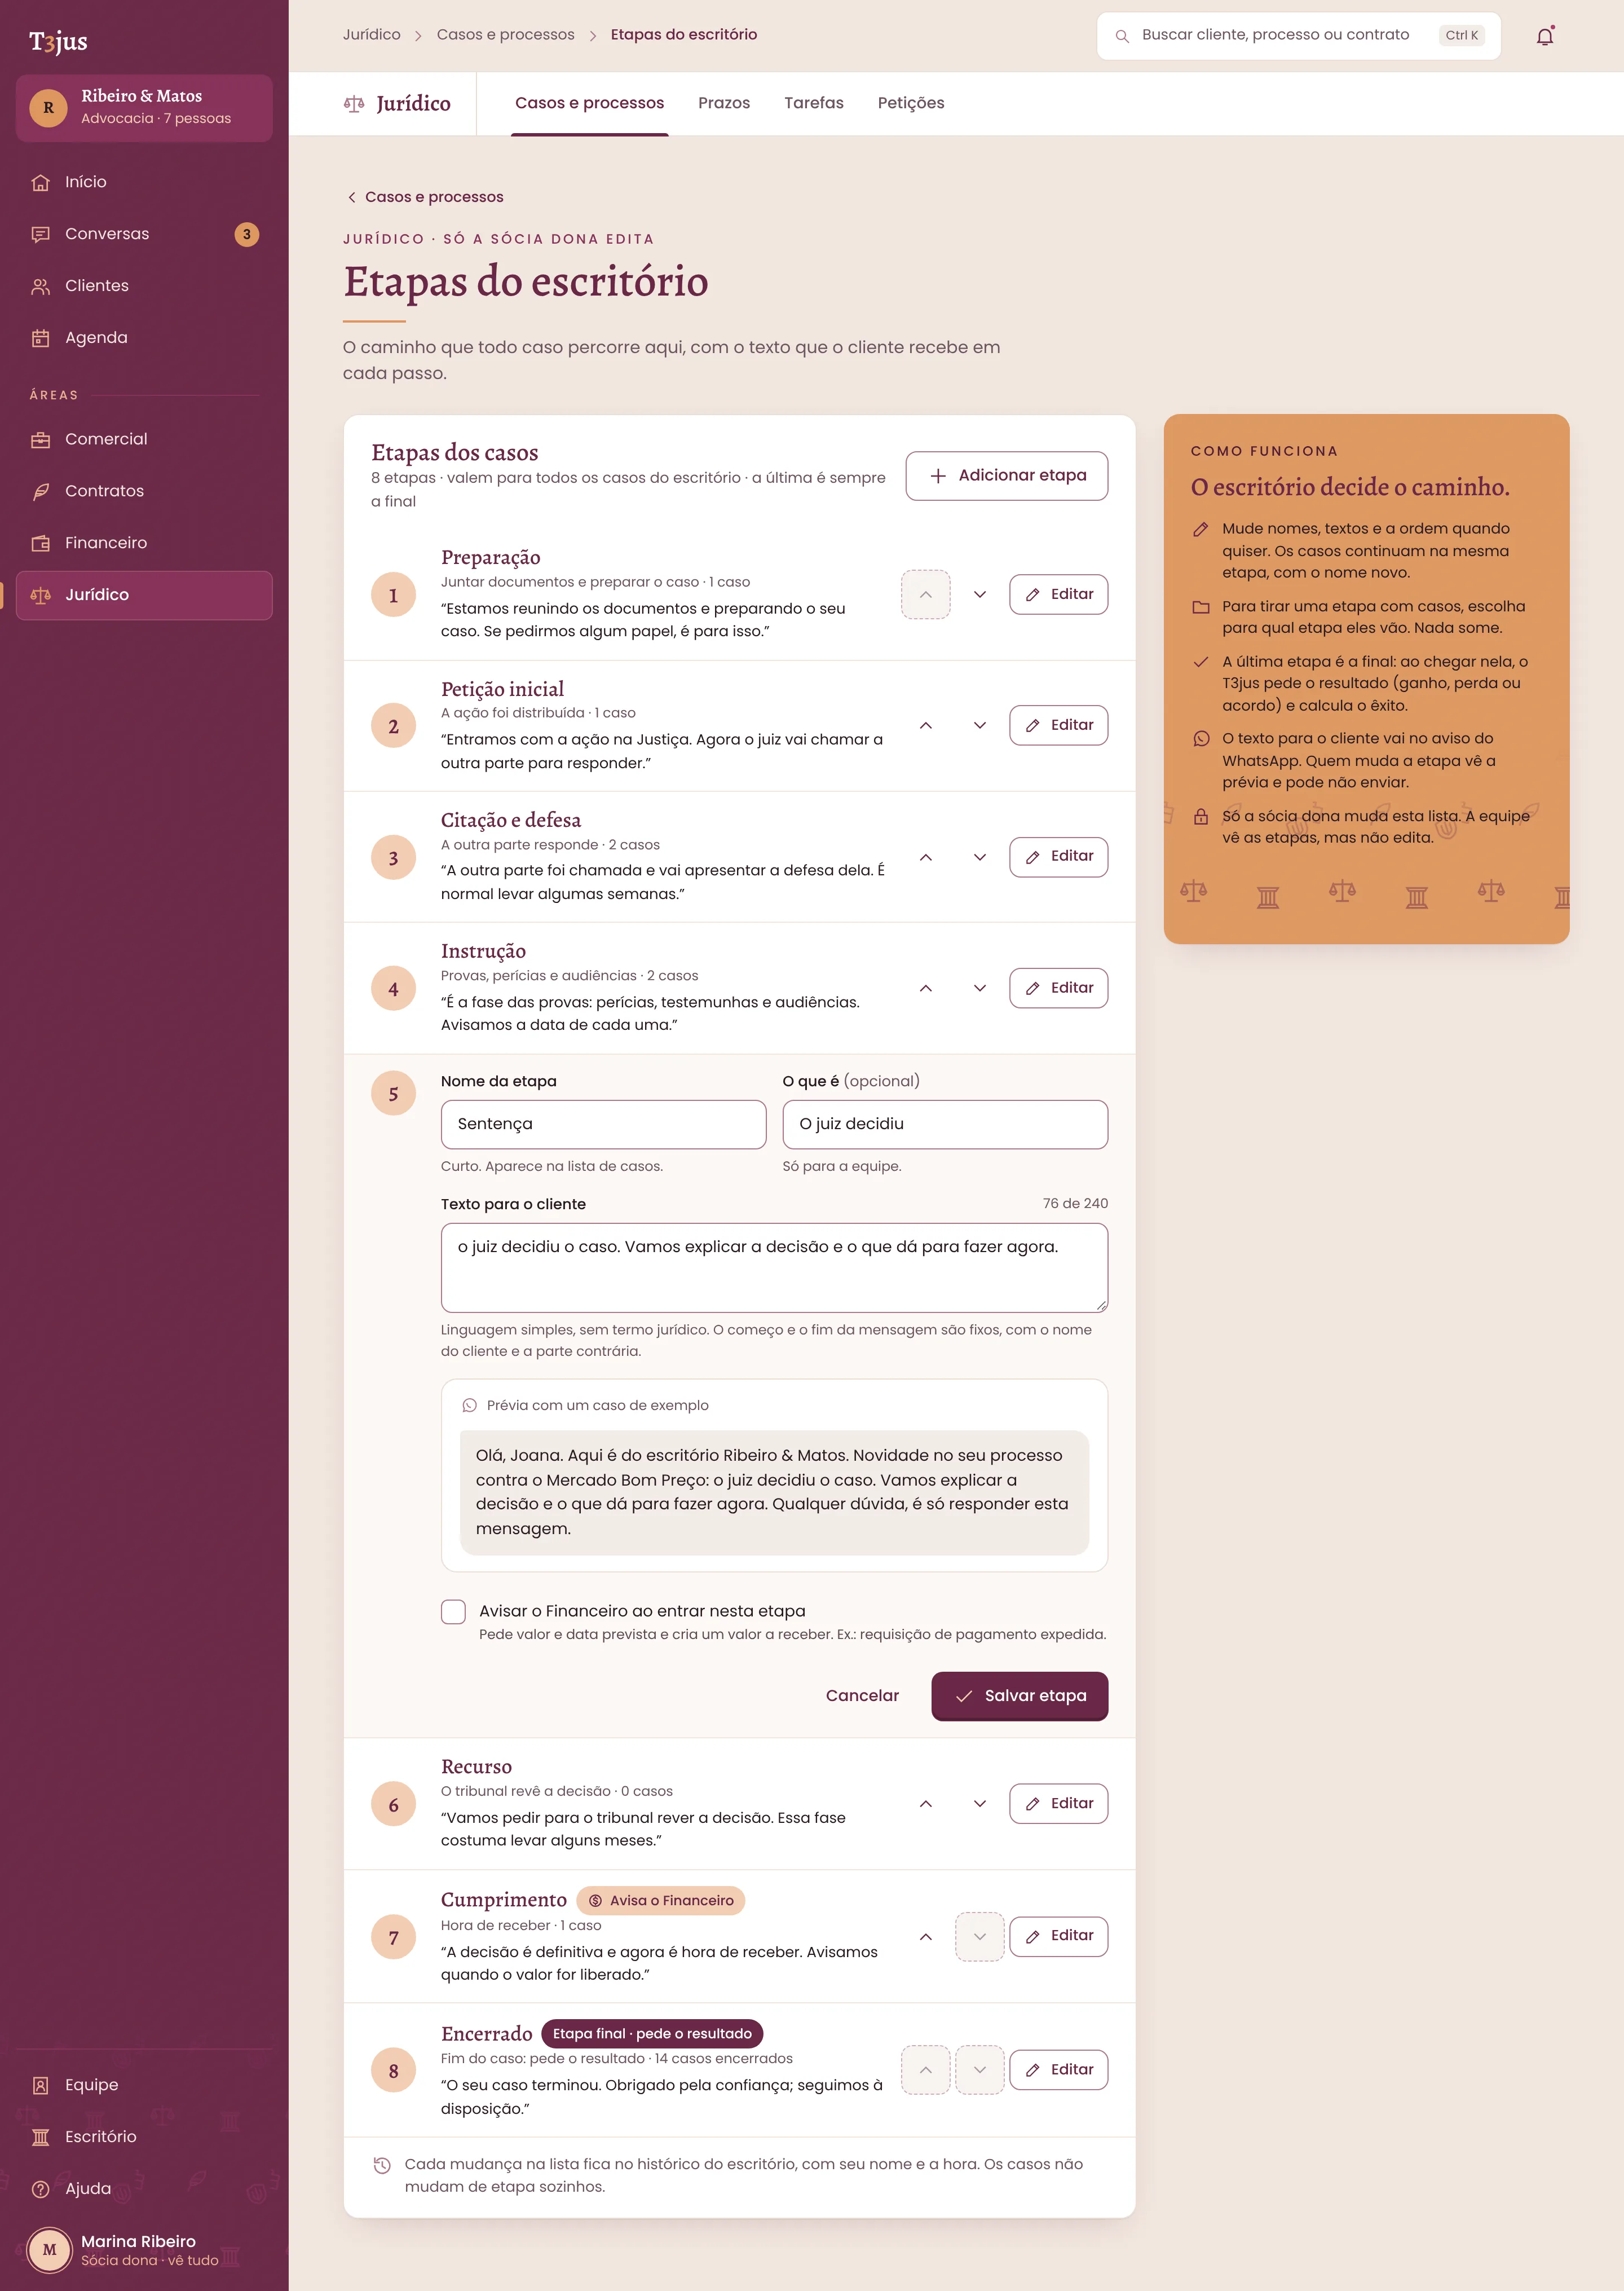 T3jus
R
Ribeiro & Matos
Advocacia · 7 pessoas
Início
Conversas
3
Clientes
Agenda
ÁREAS
Comercial
Contratos
Financeiro
Jurídico
Equipe
Escritório
Ajuda
M
Marina Ribeiro
Sócia dona · vê tudo
Jurídico
Casos e processos
Etapas do escritório
Buscar cliente, processo ou contrato
Ctrl K
Jurídico
Casos e processos
Prazos
Tarefas
Petições
Casos e processos
JURÍDICO · SÓ A SÓCIA DONA EDITA
Etapas do escritório
O caminho que todo caso percorre aqui, com o texto que o cliente recebe em
cada passo.
Etapas dos casos
8 etapas · valem para todos os casos do escritório · a última é sempre
a final
Adicionar etapa
1
Preparação
Juntar documentos e preparar o caso · 1 caso
“Estamos reunindo os documentos e preparando o seu
caso. Se pedirmos algum papel, é para isso.”
Editar
2
Petição inicial
A ação foi distribuída · 1 caso
“Entramos com a ação na Justiça. Agora o juiz vai chamar a
outra parte para responder.”
Editar
3
Citação e defesa
A outra parte responde · 2 casos
“A outra parte foi chamada e vai apresentar a defesa dela. É
normal levar algumas semanas.”
Editar
4
Instrução
Provas, perícias e audiências · 2 casos
“É a fase das provas: perícias, testemunhas e audiências.
Avisamos a data de cada uma.”
Editar
5
Nome da etapa
Sentença
Curto. Aparece na lista de casos.
O que é (opcional)
O juiz decidiu
Só para a equipe.
Texto para o cliente
76 de 240
o juiz decidiu o caso. Vamos explicar a decisão e o que dá para fazer agora.
Linguagem simples, sem termo jurídico. O começo e o fim da mensagem são fixos, com o nome
do cliente e a parte contrária.
Prévia com um caso de exemplo
Olá, Joana. Aqui é do escritório Ribeiro & Matos. Novidade no seu processo
contra o Mercado Bom Preço: o juiz decidiu o caso. Vamos explicar a
decisão e o que dá para fazer agora. Qualquer dúvida, é só responder esta
mensagem.
Avisar o Financeiro ao entrar nesta etapa
Pede valor e data prevista e cria um valor a receber. Ex.: requisição de pagamento expedida.
Cancelar
Salvar etapa
6
Recurso
O tribunal revê a decisão · 0 casos
“Vamos pedir para o tribunal rever a decisão. Essa fase
costuma levar alguns meses.”
Editar
7
Cumprimento
Avisa o Financeiro
Hora de receber · 1 caso
“A decisão é definitiva e agora é hora de receber. Avisamos
quando o valor for liberado.”
Editar
8
Encerrado
Etapa final · pede o resultado
Fim do caso: pede o resultado · 14 casos encerrados
“O seu caso terminou. Obrigado pela confiança; seguimos à
disposição.”
Editar
Cada mudança na lista fica no histórico do escritório, com seu nome e a hora. Os casos não
mudam de etapa sozinhos.
COMO FUNCIONA
O escritório decide o caminho.
Mude nomes, textos e a ordem quando
quiser. Os casos continuam na mesma
etapa, com o nome novo.
Para tirar uma etapa com casos, escolha
para qual etapa eles vão. Nada some.
A última etapa é a final: ao chegar nela, o
T3jus pede o resultado (ganho, perda ou
acordo) e calcula o êxito.
O texto para o cliente vai no aviso do
WhatsApp. Quem muda a etapa vê a
prévia e pode não enviar.
Só a sócia dona muda esta lista. A equipe
vê as etapas, mas não edita.